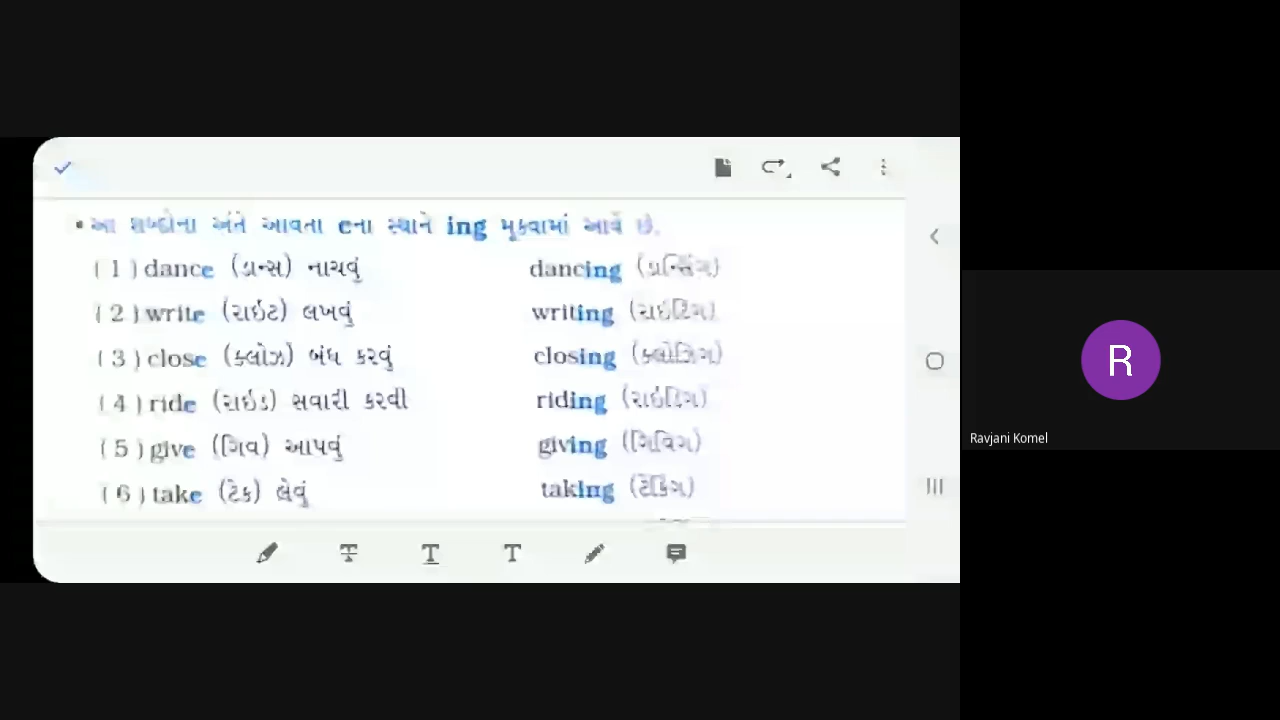 • આ શબ્દોના અંતે આવતા eના સ્થાને ing મૂકવામાં આવે છે.
( 1 ) dance (ડાન્સ) નાચવું dancing (ડાન્સિંગ)
( 2 ) write (રાઇટ) લખવું writing (રાઇટિંગ)
( 3 ) close (ક્લોઝ) બંધ કરવું closing (ક્લોઝિંગ)
( 4 ) ride (રાઇડ) સવારી કરવી riding (રાઇડિંગ)
( 5 ) give (ગિવ) આપવું giving (ગિવિંગ)
( 6 ) take (ટેક) લેવું taking (ટેકિંગ)
R
Ravjani Komel